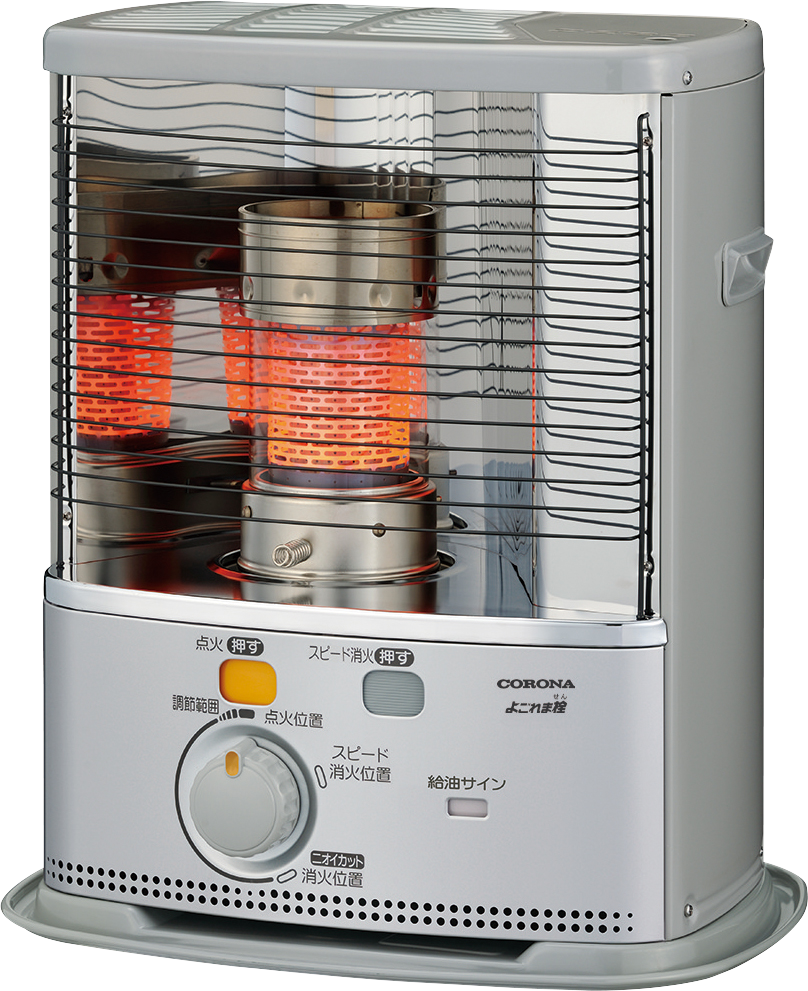 点火 押す
スピード消火 押す
調節範囲
点火位置
CORONA
せん
よごれま栓
スピード
消火位置
給油サイン
ニオイカット
消火位置